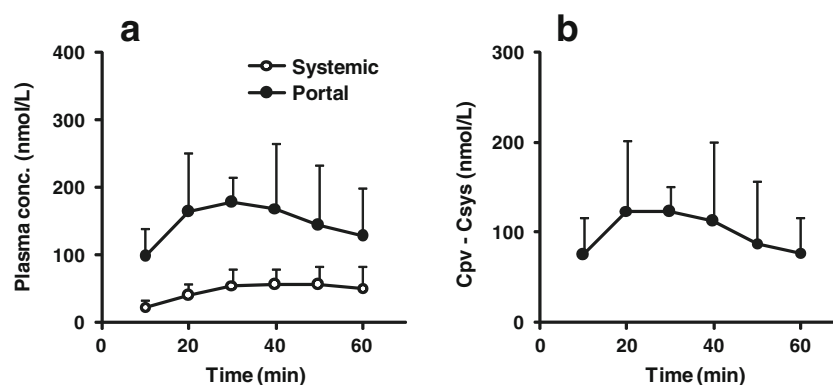 a
Plasma conc. (nmol/L)
400
300
200
100
0
0 20 40 60
Time (min)
Systemic
Portal
b
Cpv - Csys (nmol/L)
300
200
100
0
0 20 40 60
Time (min)